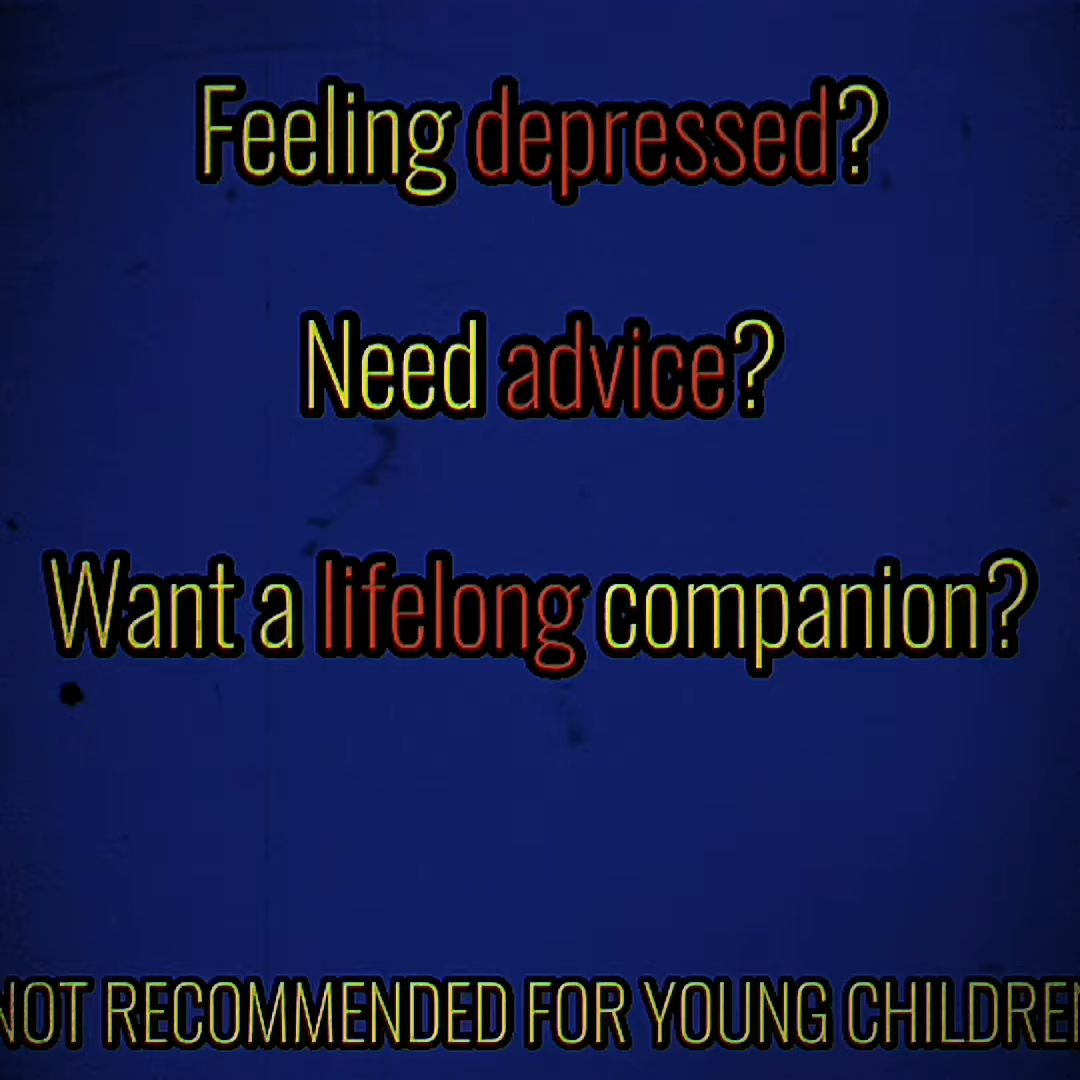 Feeling depressed?
Need advice?
Want a lifelong companion?
NOT RECOMMENDED FOR YOUNG CHILDREN